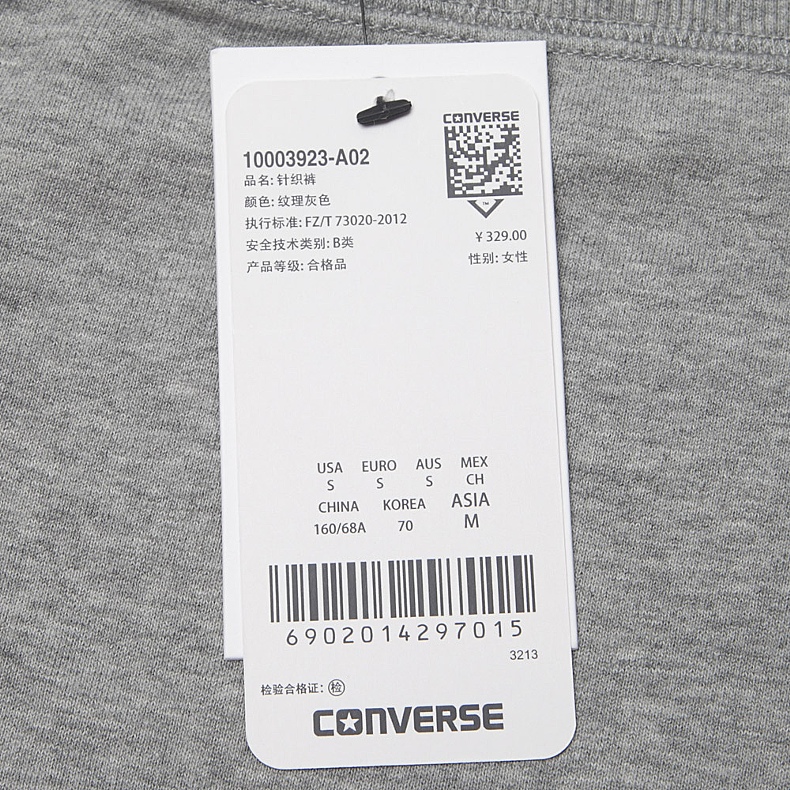 CONVERSE
10003923-A02
品名: 针织裤
颜色: 纹理灰色
执行标准: FZ/T 73020-2012
安全技术类别: B类
产品等级: 合格品
™
￥329.00
性别: 女性
USA EURO AUS MEX
S S S CH
CHINA KOREA ASIA
160/68A 70 M
6902014297015
3213
检验合格证: 检
CONVERSE